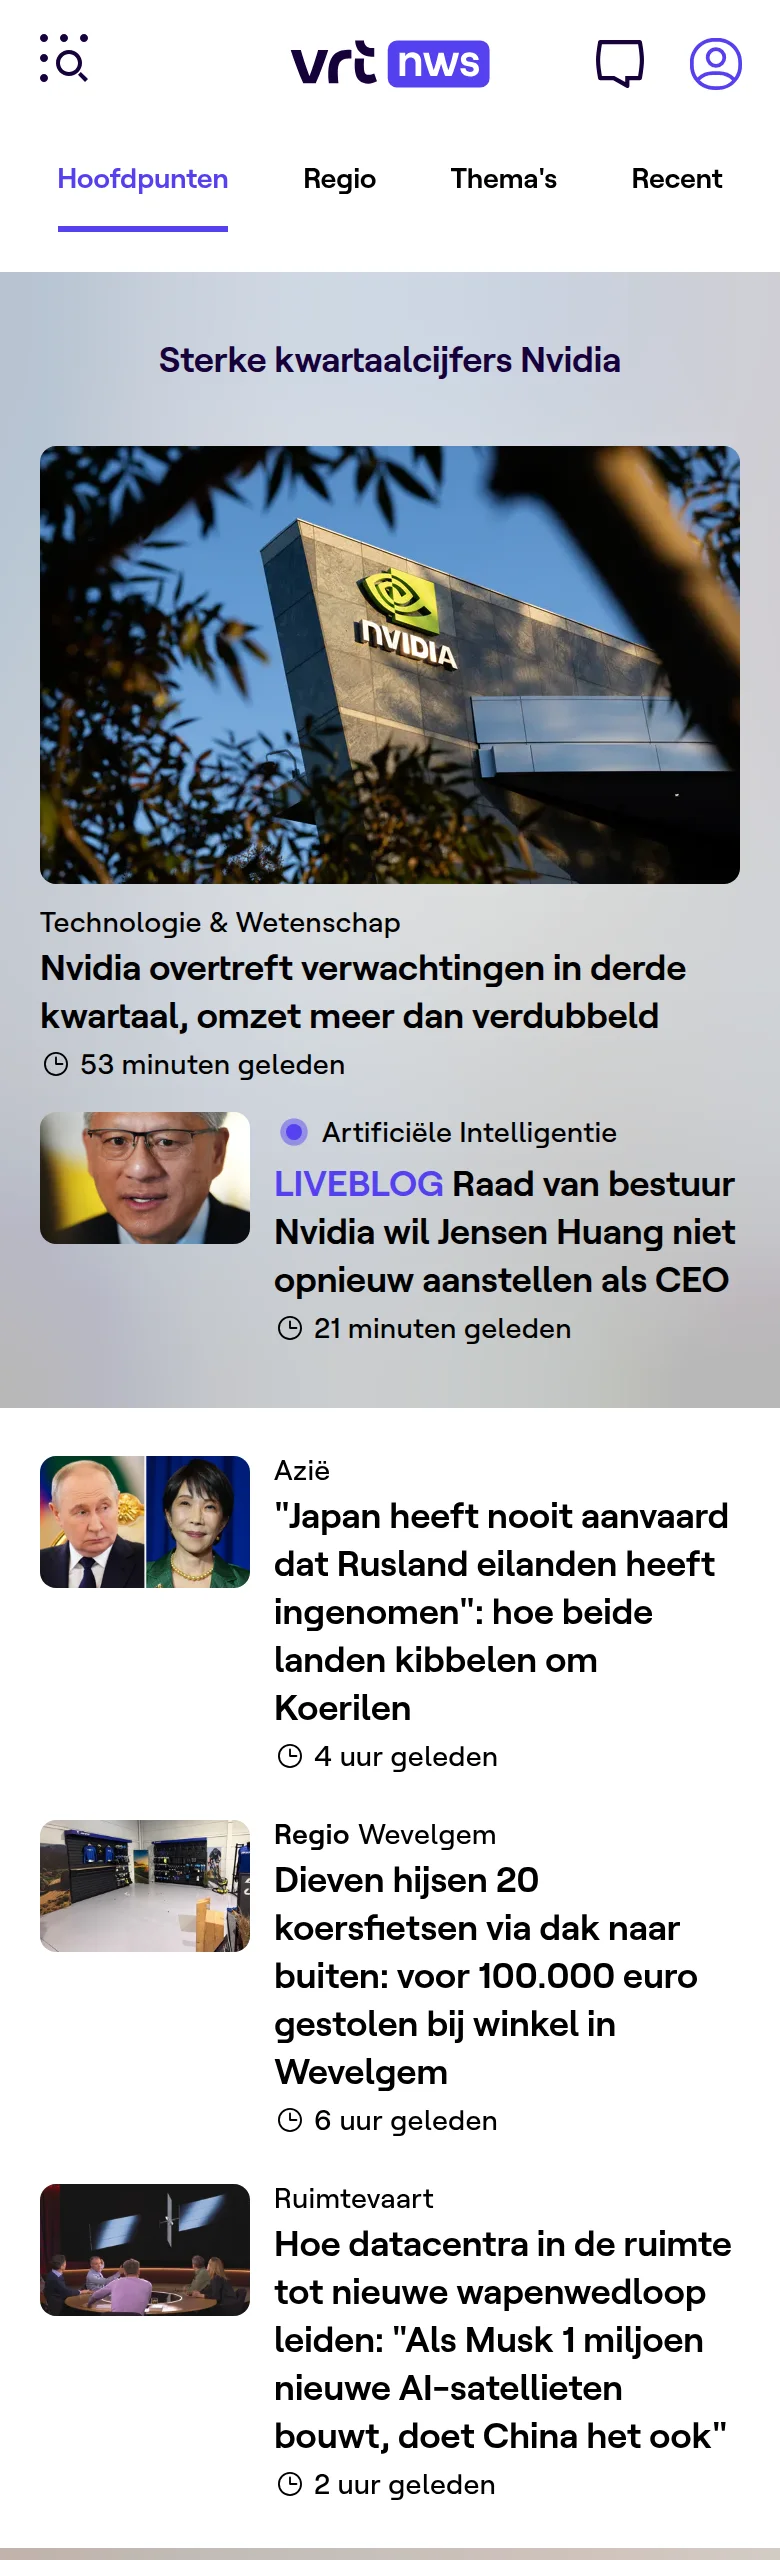 vrt nws
Hoofdpunten Regio Thema's Recent
Sterke kwartaalcijfers Nvidia
NVIDIA
Technologie & Wetenschap
Nvidia overtreft verwachtingen in derde
kwartaal, omzet meer dan verdubbeld
53 minuten geleden
Artificiële Intelligentie
LIVEBLOG Raad van bestuur
Nvidia wil Jensen Huang niet
opnieuw aanstellen als CEO
21 minuten geleden
Azië
"Japan heeft nooit aanvaard
dat Rusland eilanden heeft
ingenomen": hoe beide
landen kibbelen om
Koerilen
4 uur geleden
Regio Wevelgem
Dieven hijsen 20
koersfietsen via dak naar
buiten: voor 100.000 euro
gestolen bij winkel in
Wevelgem
6 uur geleden
Ruimtevaart
Hoe datacentra in de ruimte
tot nieuwe wapenwedloop
leiden: "Als Musk 1 miljoen
nieuwe AI-satellieten
bouwt, doet China het ook"
2 uur geleden